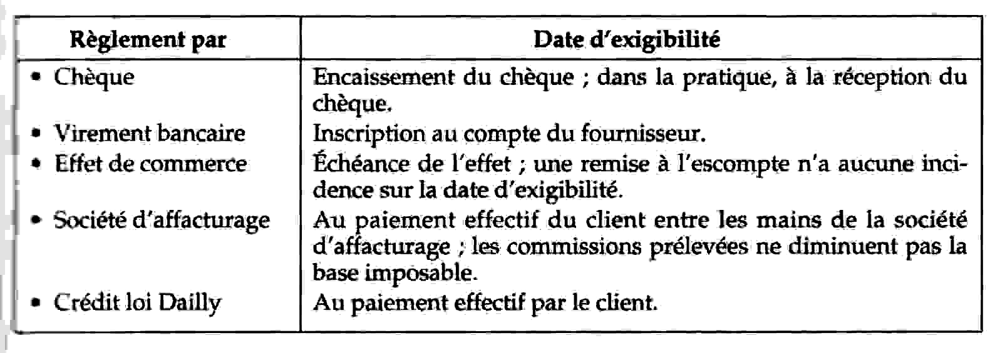 Règlement par
Date d'exigibilité
• Chèque
Encaissement du chèque ; dans la pratique, à la réception du
chèque.
• Virement bancaire
Inscription au compte du fournisseur.
• Effet de commerce
Échéance de l'effet ; une remise à l'escompte n'a aucune inci-
dence sur la date d'exigibilité.
• Société d'affacturage
Au paiement effectif du client entre les mains de la société
d'affacturage ; les commissions prélevées ne diminuent pas la
base imposable.
• Crédit loi Dailly
Au paiement effectif par le client.